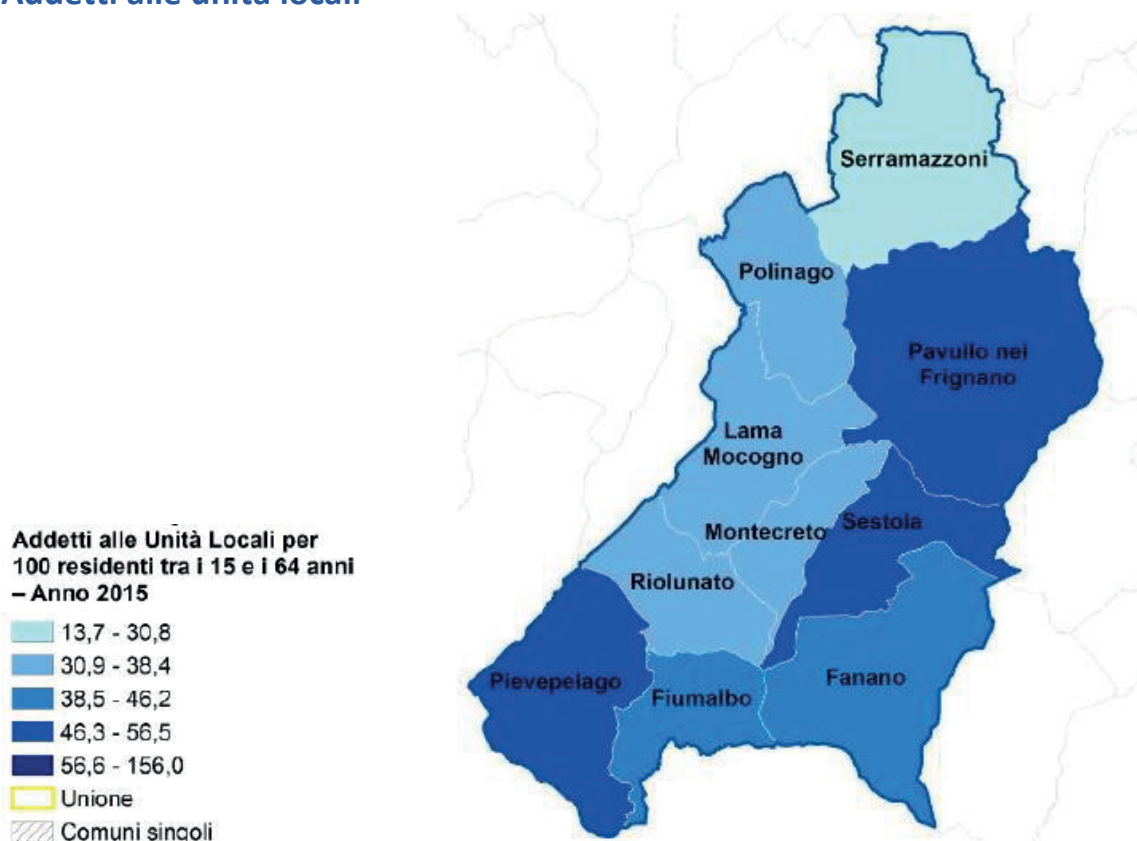 Addetti alle unità locali
Serramazzoni
Polinago
Pavullo nel
Frignano
Lama
Mocogno
Montecreto
Sestola
Riolunato
Pievepelago
Fiumalbo
Fanano
Addetti alle Unità Locali per
100 residenti tra i 15 e i 64 anni
– Anno 2015
13,7 - 30,8
30,9 - 38,4
38,5 - 46,2
46,3 - 56,5
56,6 - 156,0
Unione
Comuni singoli